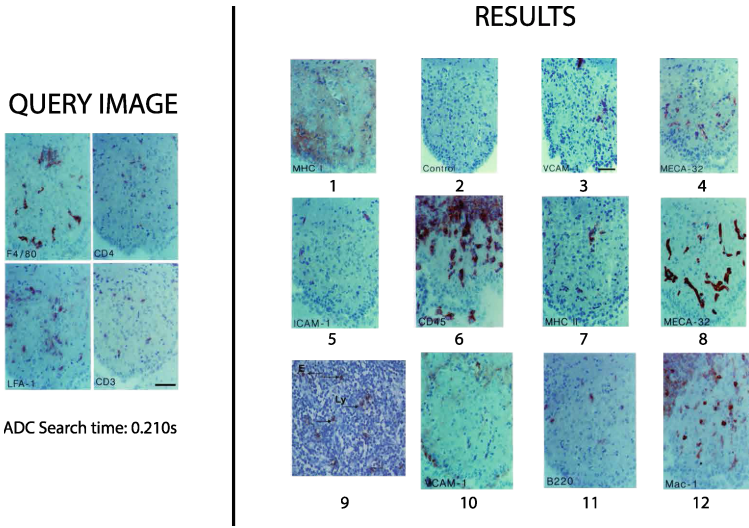 RESULTS
QUERY IMAGE
F4/80
CD4
LFA-1
CD3
ADC Search time: 0.210s
MHC I
Control
VCAM
MECA-32
1
2
3
4
ICAM-1
CD45
MHC II
MECA-32
5
6
7
8
E
Ly
VCAM-1
B220
Mac-1
9
10
11
12